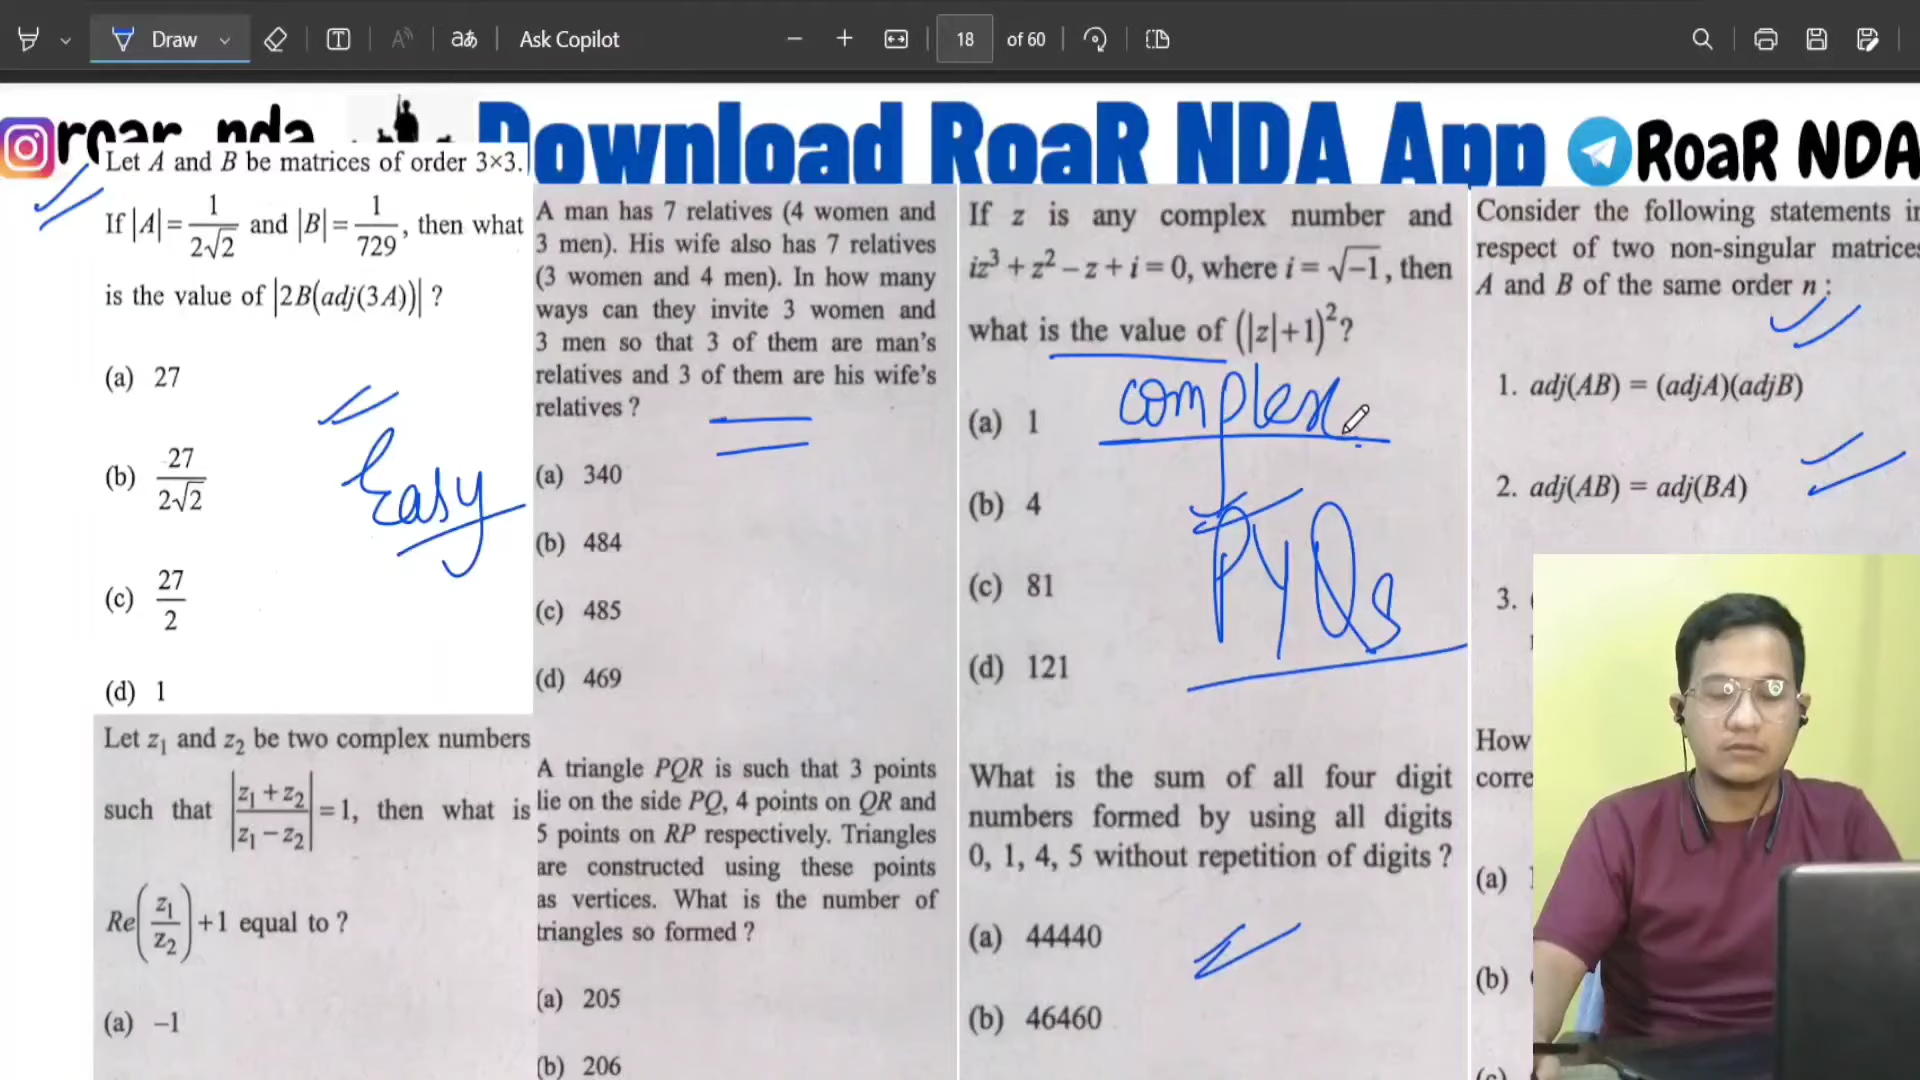 Draw
Ask Copilot
18 of 60
roar_nda
Download RoaR NDA App
RoaR NDA
Let A and B be matrices of order 3×3.
If |A| = 1/(2√2) and |B| = 1/729, then what
is the value of |2B(adj(3A))| ?
(a) 27
(b) 27/(2√2)
(c) 27/2
(d) 1
Easy
Let z₁ and z₂ be two complex numbers
such that |(z₁ + z₂)/(z₁ − z₂)| = 1, then what is
Re(z₁/z₂) + 1 equal to ?
(a) −1
A man has 7 relatives (4 women and
3 men). His wife also has 7 relatives
(3 women and 4 men). In how many
ways can they invite 3 women and
3 men so that 3 of them are man's
relatives and 3 of them are his wife's
relatives ?
(a) 340
(b) 484
(c) 485
(d) 469
A triangle PQR is such that 3 points
lie on the side PQ, 4 points on QR and
5 points on RP respectively. Triangles
are constructed using these points
as vertices. What is the number of
triangles so formed ?
(a) 205
(b) 206
If z is any complex number and
iz³ + z² − z + i = 0, where i = √−1, then
what is the value of (|z|+1)² ?
(a) 1
(b) 4
(c) 81
(d) 121
complex
PYQs
What is the sum of all four digit
numbers formed by using all digits
0, 1, 4, 5 without repetition of digits ?
(a) 44440
(b) 46460
Consider the following statements in
respect of two non-singular matrices
A and B of the same order n :
1. adj(AB) = (adjA)(adjB)
2. adj(AB) = adj(BA)
3.
How
corre
(a)
(b)